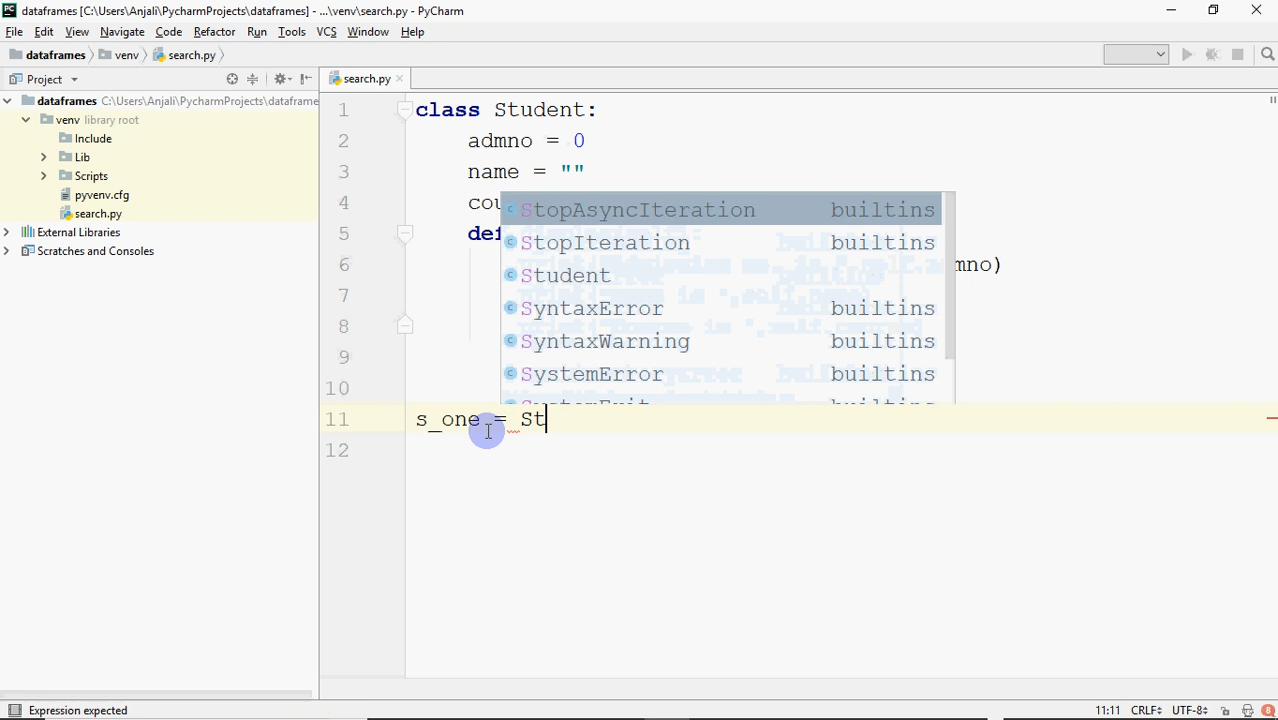 dataframes [C:\Users\Anjali\PycharmProjects\dataframes] - ...\venv\search.py - PyCharm
File Edit View Navigate Code Refactor Run Tools VCS Window Help
dataframes venv search.py
Project
search.py
dataframes C:\Users\Anjali\PycharmProjects\dataframe
venv library root
Include
Lib
Scripts
pyvenv.cfg
search.py
External Libraries
Scratches and Consoles
1 class Student:
2 admno = 0
3 name = ""
4 cou
5 def
6 mno)
7
8
9
10
11 s_one = St
12
StopAsyncIteration builtins
StopIteration builtins
Student
SyntaxError builtins
SyntaxWarning builtins
SystemError builtins
Expression expected
11:11 CRLF UTF-8 8